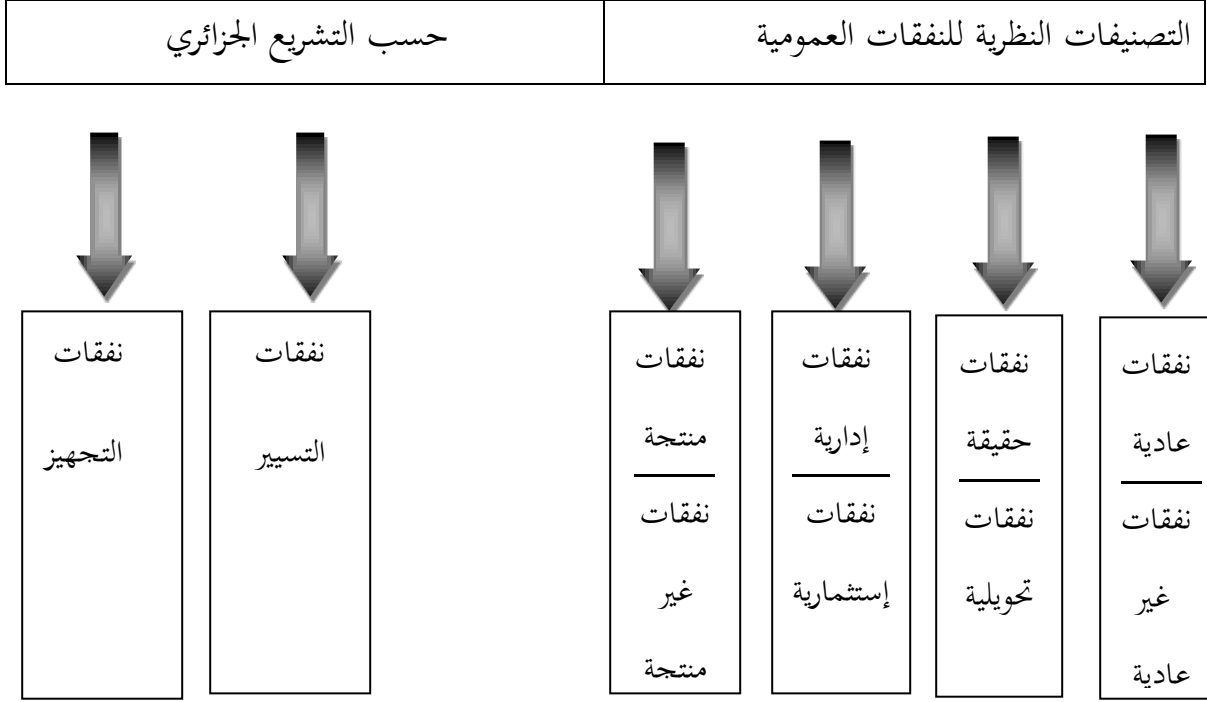 التصنيفات النظرية للنفقات العمومية
حسب التشريع الجزائري
نفقات
عادية
نفقات
غير
عادية
نفقات
حقيقة
نفقات
تحويلية
نفقات
إدارية
نفقات
إستثمارية
نفقات
منتجة
نفقات
غير
منتجة
نفقات
التسيير
نفقات
التجهيز